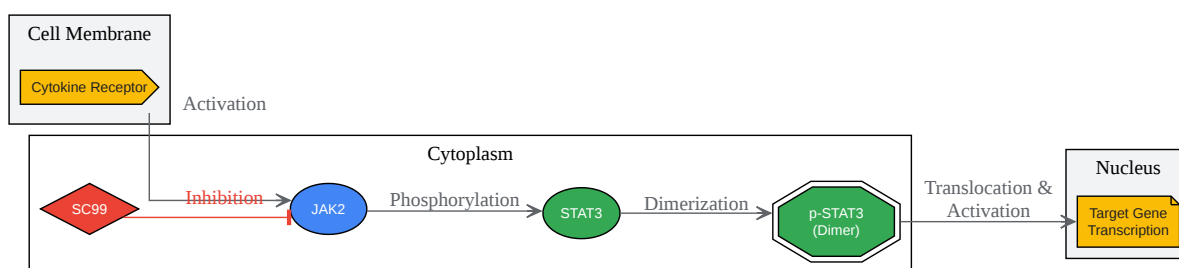 Cell Membrane
Cytokine Receptor
Activation
Cytoplasm
SC99
Inhibition
JAK2
Phosphorylation
STAT3
Dimerization
p-STAT3
(Dimer)
Translocation &
Activation
Nucleus
Target Gene
Transcription